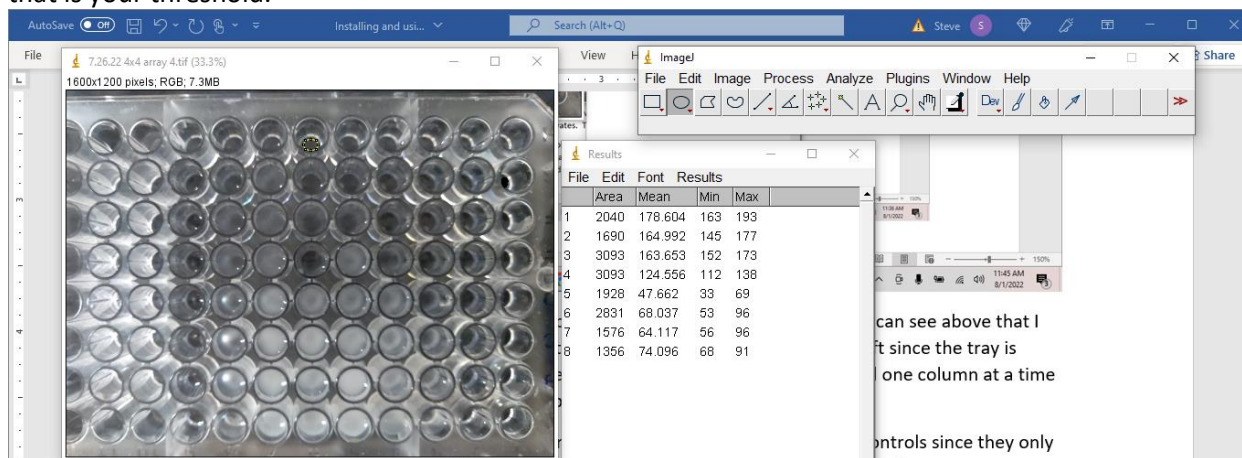 that is your threshold.
AutoSave Off Installing and usi... Search (Alt+Q) Steve S
File View Share
7.26.22 4x4 array 4.tif (33.3%)
1600x1200 pixels; RGB; 7.3MB
ImageJ
File Edit Image Process Analyze Plugins Window Help
Dev
Results
File Edit Font Results
Area Mean Min Max
1 2040 178.604 163 193
2 1690 164.992 145 177
3 3093 163.653 152 173
4 3093 124.556 112 138
5 1928 47.662 33 69
6 2831 68.037 53 96
7 1576 64.117 56 96
8 1356 74.096 68 91
11:38 AM
8/1/2022
150%
11:45 AM
8/1/2022
can see above that I
ft since the tray is
one column at a time
ontrols since they only